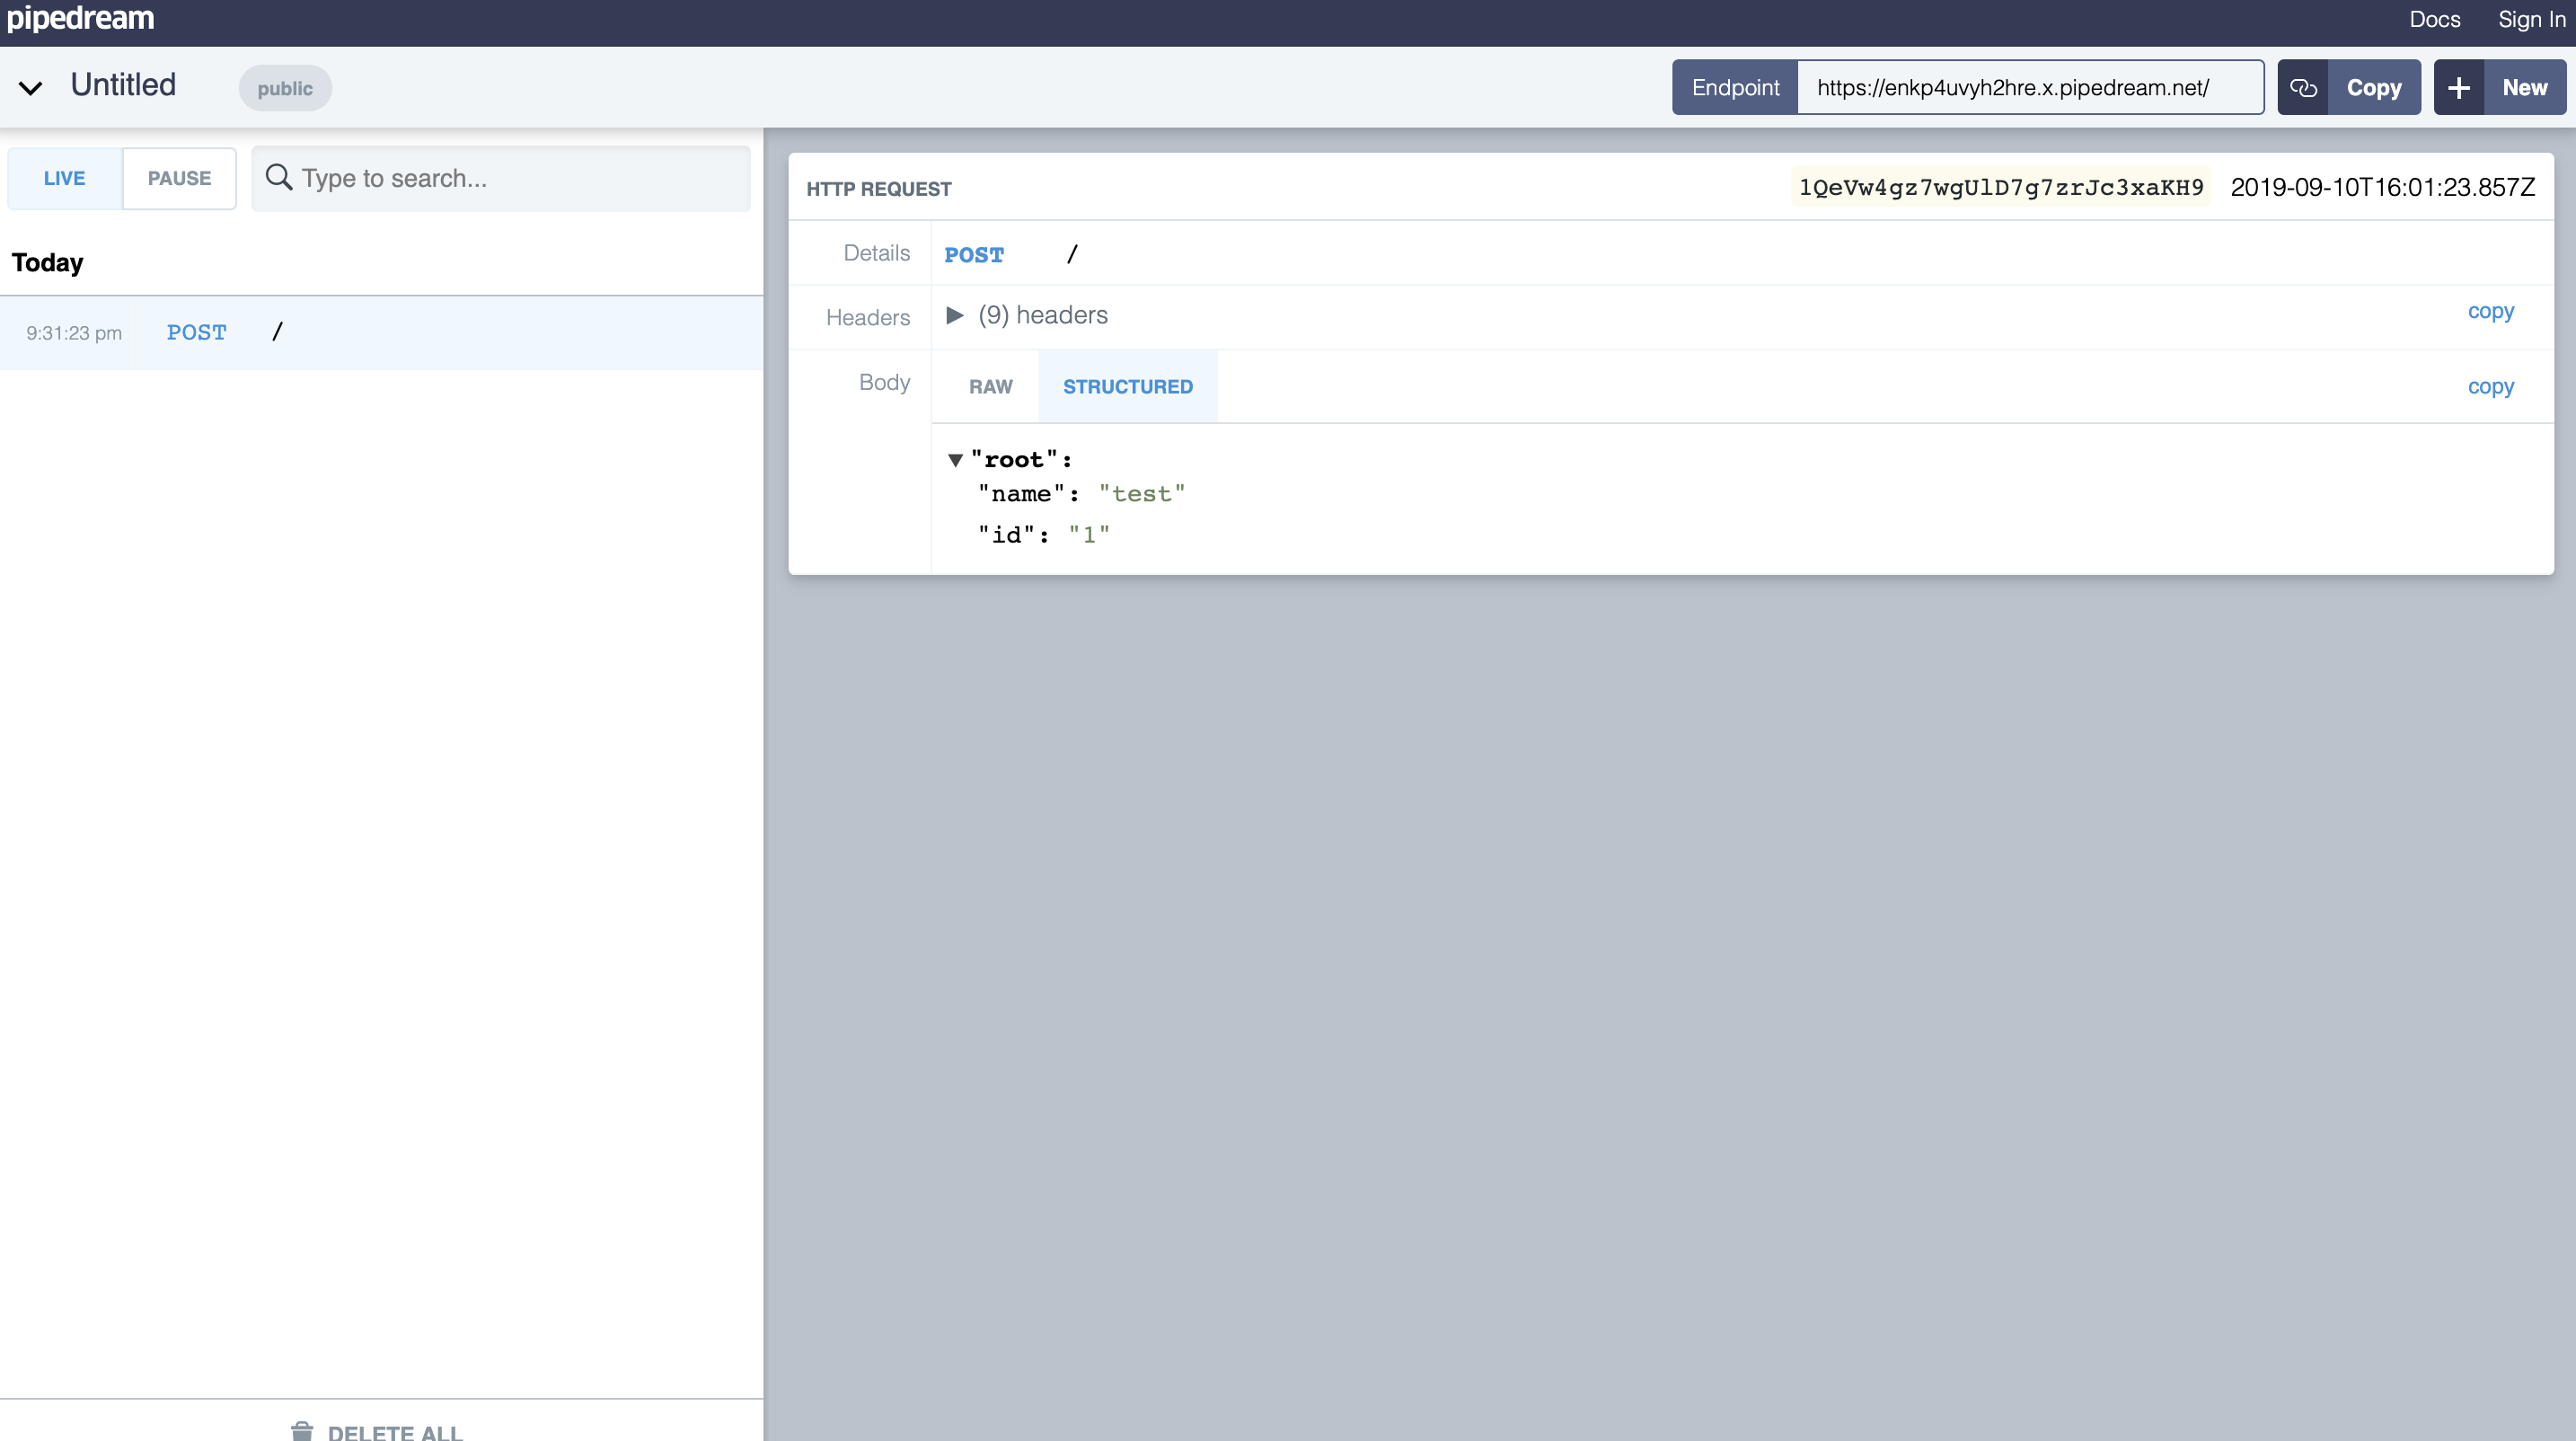 pipedream
Docs Sign In
Untitled public
Endpoint https://enkp4uvyh2hre.x.pipedream.net/ Copy New
LIVE PAUSE Type to search...
Today
9:31:23 pm POST /
HTTP REQUEST 1QeVw4gz7wgUlD7g7zrJc3xaKH9 2019-09-10T16:01:23.857Z
Details POST /
Headers (9) headers copy
Body RAW STRUCTURED copy
"root":
"name": "test"
"id": "1"
DELETE ALL